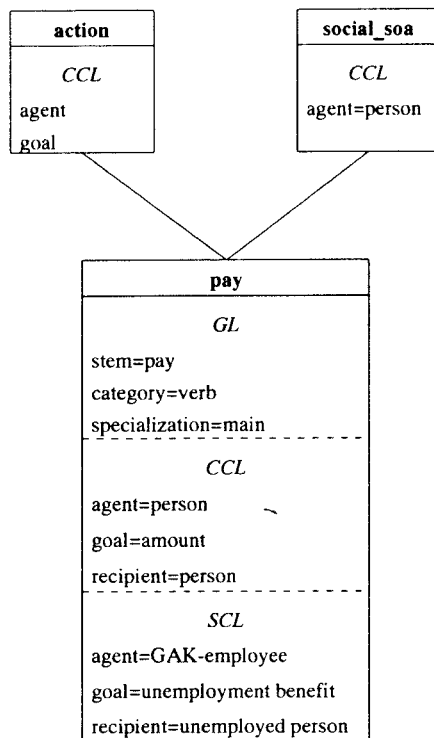 action
CCL
agent
goal
social_soa
CCL
agent=person
pay
GL
stem=pay
category=verb
specialization=main
CCL
agent=person
goal=amount
recipient=person
SCL
agent=GAK-employee
goal=unemployment benefit
recipient=unemployed person